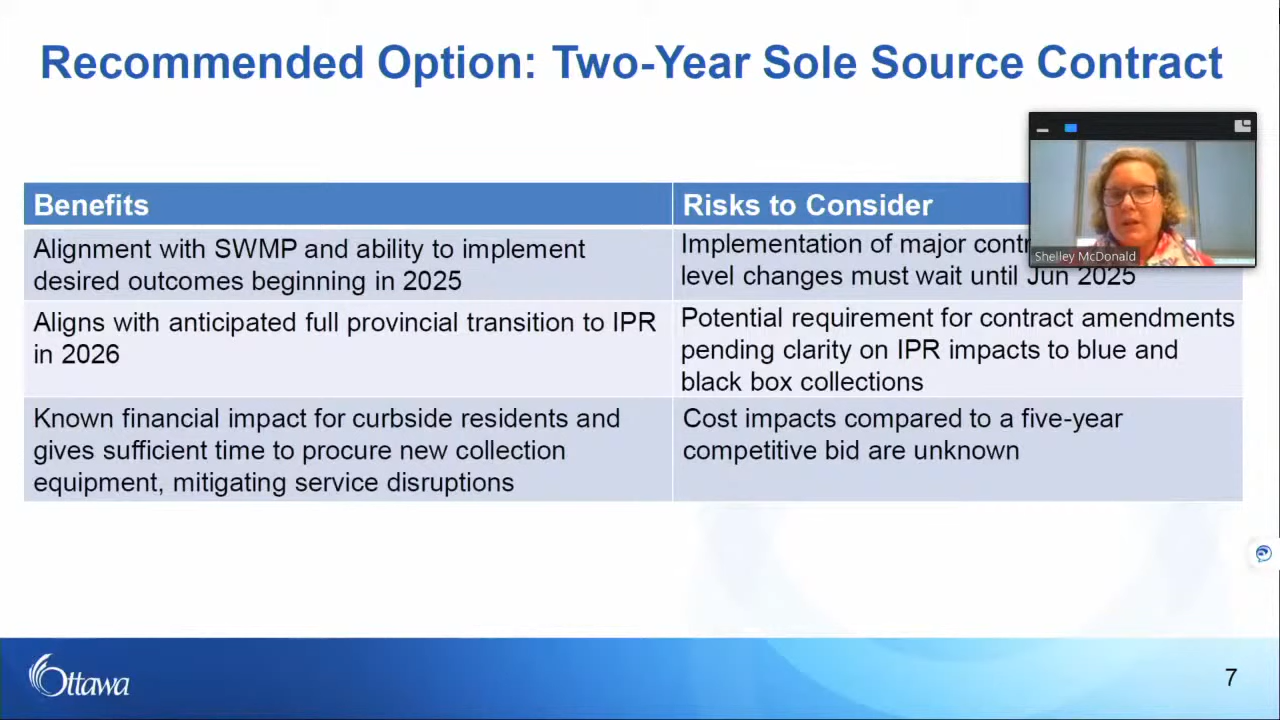 Recommended Option: Two-Year Sole Source Contract
Benefits
Risks to Consider
Alignment with SWMP and ability to implement
desired outcomes beginning in 2025
Implementation of major
level changes must wait until Jun 2025
Aligns with anticipated full provincial transition to IPR
in 2026
Potential requirement for contract amendments
pending clarity on IPR impacts to blue and
black box collections
Known financial impact for curbside residents and
gives sufficient time to procure new collection
equipment, mitigating service disruptions
Cost impacts compared to a five-year
competitive bid are unknown
Shelley McDonald
Ottawa
7